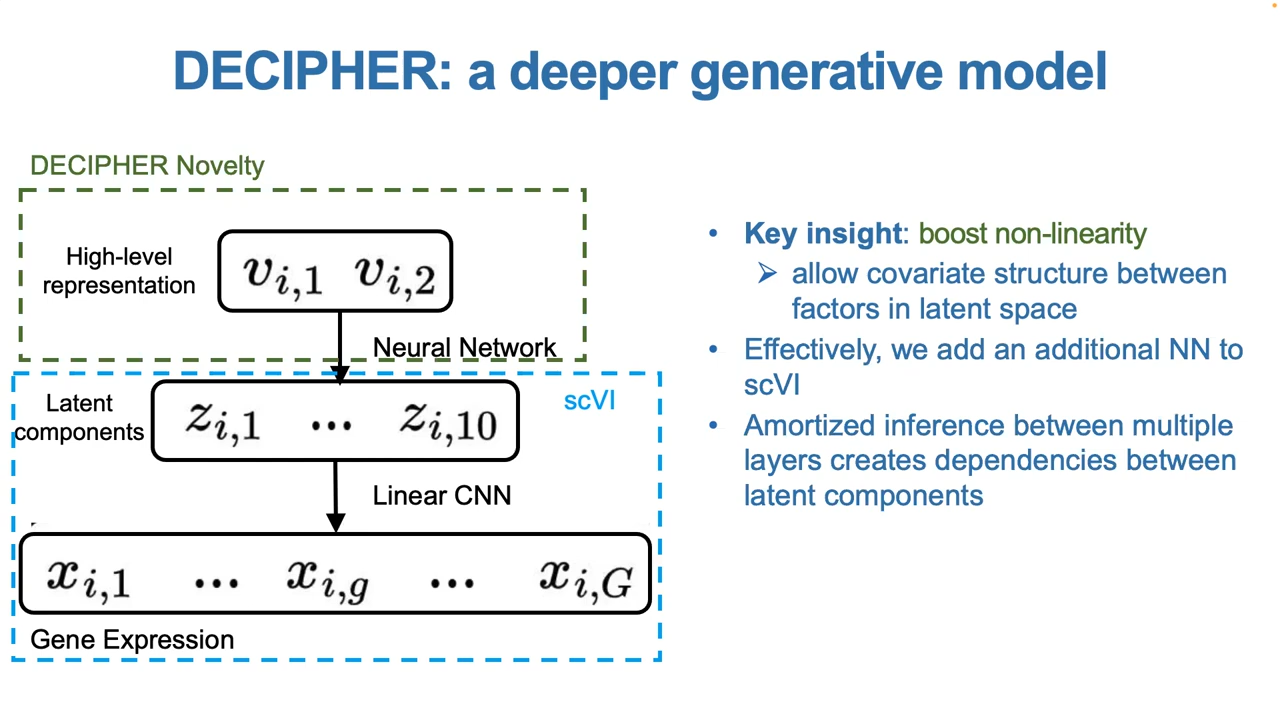 DECIPHER: a deeper generative model
DECIPHER Novelty
High-level
representation
v_{i,1} v_{i,2}
Neural Network
Latent
components
z_{i,1} ... z_{i,10}
scVI
Linear CNN
x_{i,1} ... x_{i,g} ... x_{i,G}
Gene Expression
• Key insight: boost non-linearity
➢ allow covariate structure between
factors in latent space
• Effectively, we add an additional NN to
scVI
• Amortized inference between multiple
layers creates dependencies between
latent components